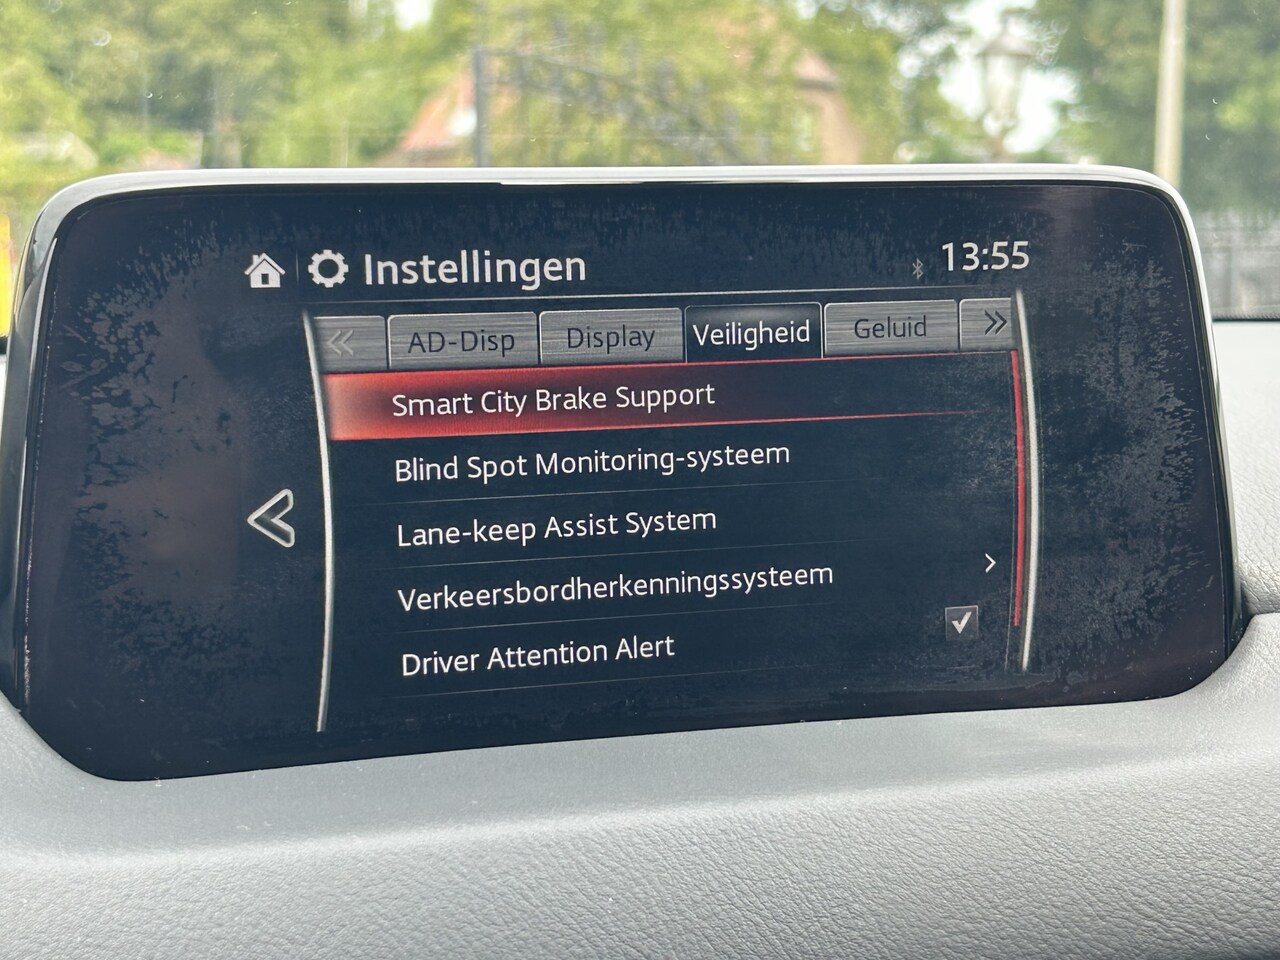 Instellingen
13:55
AD-Disp
Display
Veiligheid
Geluid
Smart City Brake Support
Blind Spot Monitoring-systeem
Lane-keep Assist System
Verkeersbordherkenningssysteem
Driver Attention Alert